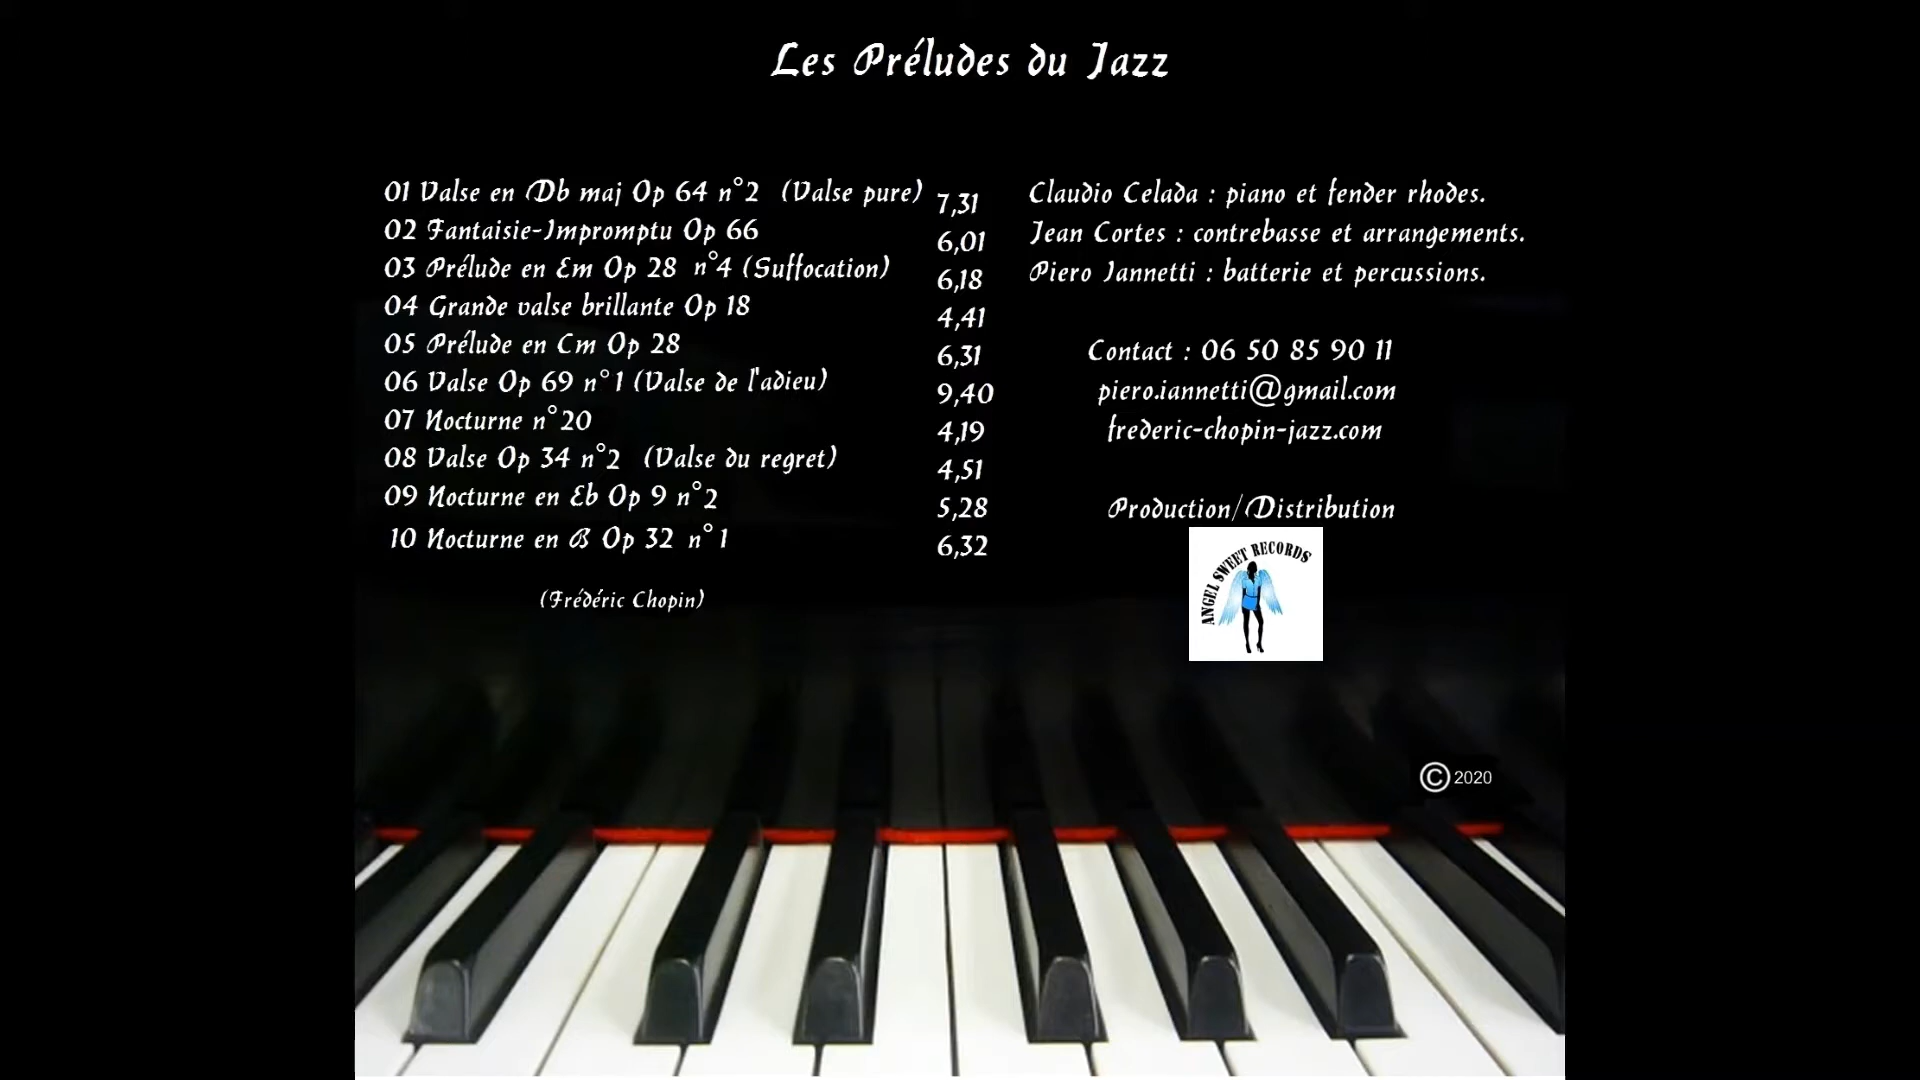 Les Préludes du Jazz
01 Valse en Db maj Op 64 n°2 (Valse pure) 7,31
02 Fantaisie-Impromptu Op 66 6,01
03 Prélude en Em Op 28 n°4 (Suffocation) 6,18
04 Grande valse brillante Op 18 4,41
05 Prélude en Cm Op 28 6,31
06 Valse Op 69 n°1 (Valse de l'adieu) 9,40
07 Nocturne n°20 4,19
08 Valse Op 34 n°2 (Valse du regret) 4,51
09 Nocturne en Eb Op 9 n°2 5,28
10 Nocturne en B Op 32 n°1 6,32
(Frédéric Chopin)
Claudio Celada : piano et fender rhodes.
Jean Cortes : contrebasse et arrangements.
Piero Iannetti : batterie et percussions.
Contact : 06 50 85 90 11
piero.iannetti@gmail.com
frederic-chopin-jazz.com
Production/Distribution
ANGEL SWEET RECORDS
© 2020